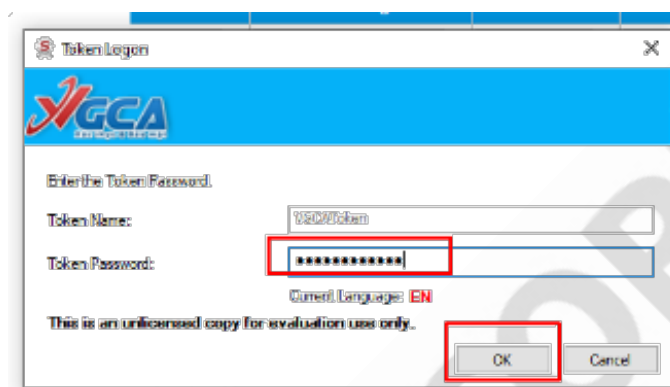 Token Logon
VGCA
Enter the Token Password.
Token Name:
Token Password:
************
Current Language: EN
This is an unlicensed copy for evaluation use only.
OK
Cancel